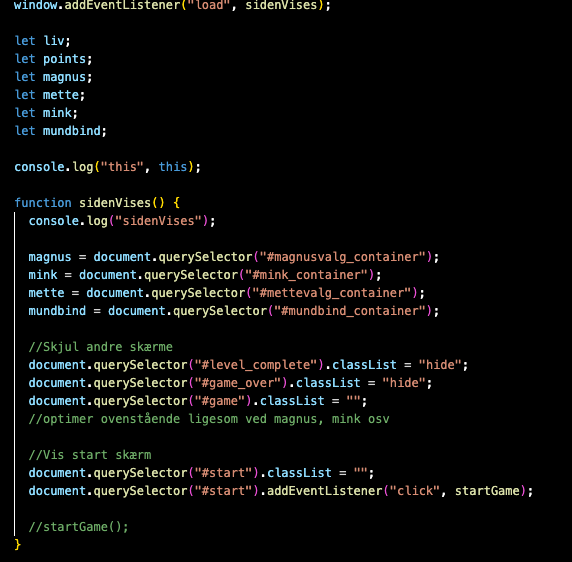 window.addEventListener("load", sidenVises);
let liv;
let points;
let magnus;
let mette;
let mink;
let mundbind;
console.log("this", this);
function sidenVises() {
console.log("sidenVises");
magnus = document.querySelector("#magnusvalg_container");
mink = document.querySelector("#mink_container");
mette = document.querySelector("#mettevalg_container");
mundbind = document.querySelector("#mundbind_container");
//Skjul andre skærme
document.querySelector("#level_complete").classList = "hide";
document.querySelector("#game_over").classList = "hide";
document.querySelector("#game").classList = "";
//optimer ovenstående ligesom ved magnus, mink osv
//Vis start skærm
document.querySelector("#start").classList = "";
document.querySelector("#start").addEventListener("click", startGame);
//startGame();
}